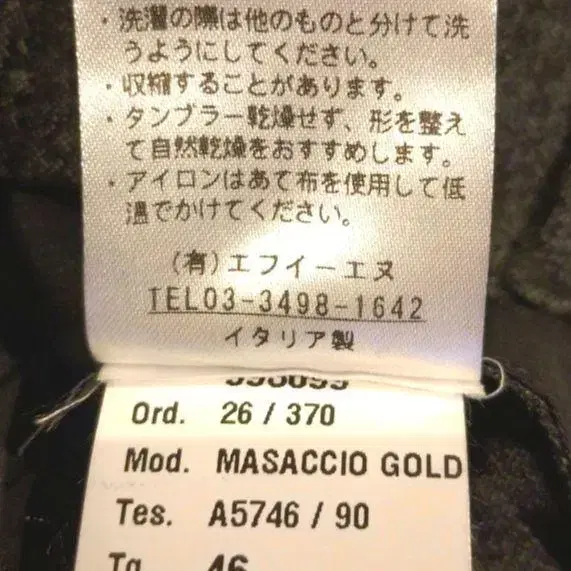 ・洗濯の際は他のものと分けて洗
うようにしてください。
・収縮することがあります。
・タンブラー乾燥せず、形を整え
て自然乾燥をおすすめします。
・アイロンはあて布を使用して低
温でかけてください。
(有)エフイーエヌ
TEL03-3498-1642
イタリア製
Ord. 26 / 370
Mod. MASACCIO GOLD
Tes. A5746 / 90
Tg 46